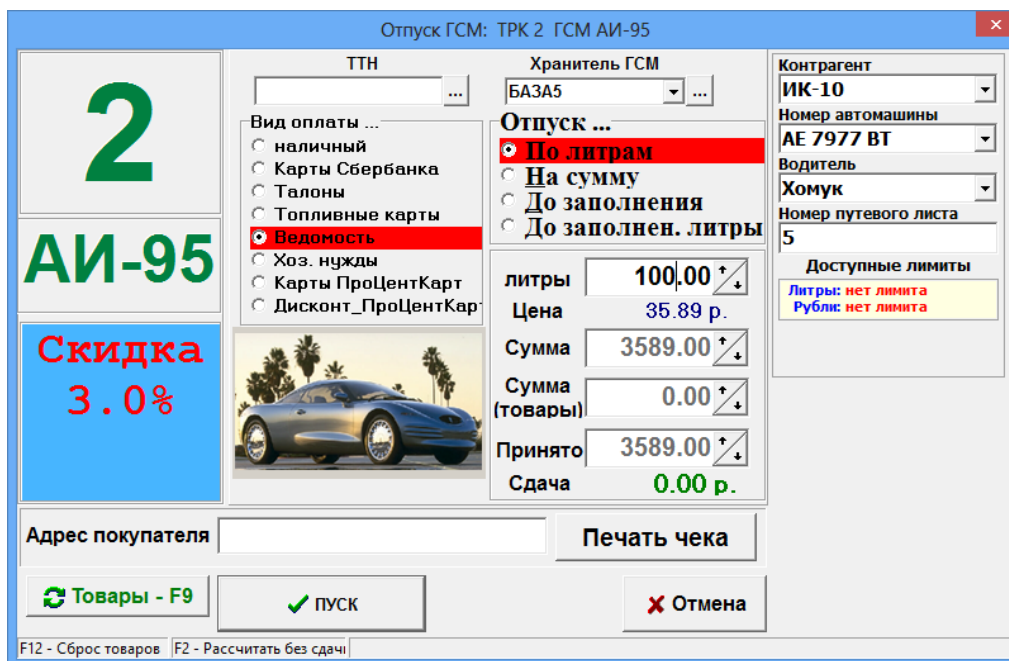 Отпуск ГСМ: ТРК 2 ГСМ АИ-95
×
2
АИ-95
Скидка
3.0%
ТТН
...
Хранитель ГСМ
БАЗА5
...
Вид оплаты ...
наличный
Карты Сбербанка
Талоны
Топливные карты
Ведомость
Хоз. нужды
Карты ПроЦентКарт
Дисконт_ПроЦентКар
Отпуск ...
По литрам
На сумму
До заполнения
До заполнен. литры
литры 100.00
Цена 35.89 р.
Сумма 3589.00
Сумма
(товары) 0.00
Принято 3589.00
Сдача 0.00 р.
Контрагент
ИК-10
Номер автомашины
АЕ 7977 ВТ
Водитель
Хомук
Номер путевого листа
5
Доступные лимиты
Литры: нет лимита
Рубли: нет лимита
Адрес покупателя
Печать чека
Товары - F9
ПУСК
Отмена
F12 - Сброс товаров F2 - Рассчитать без сдачи